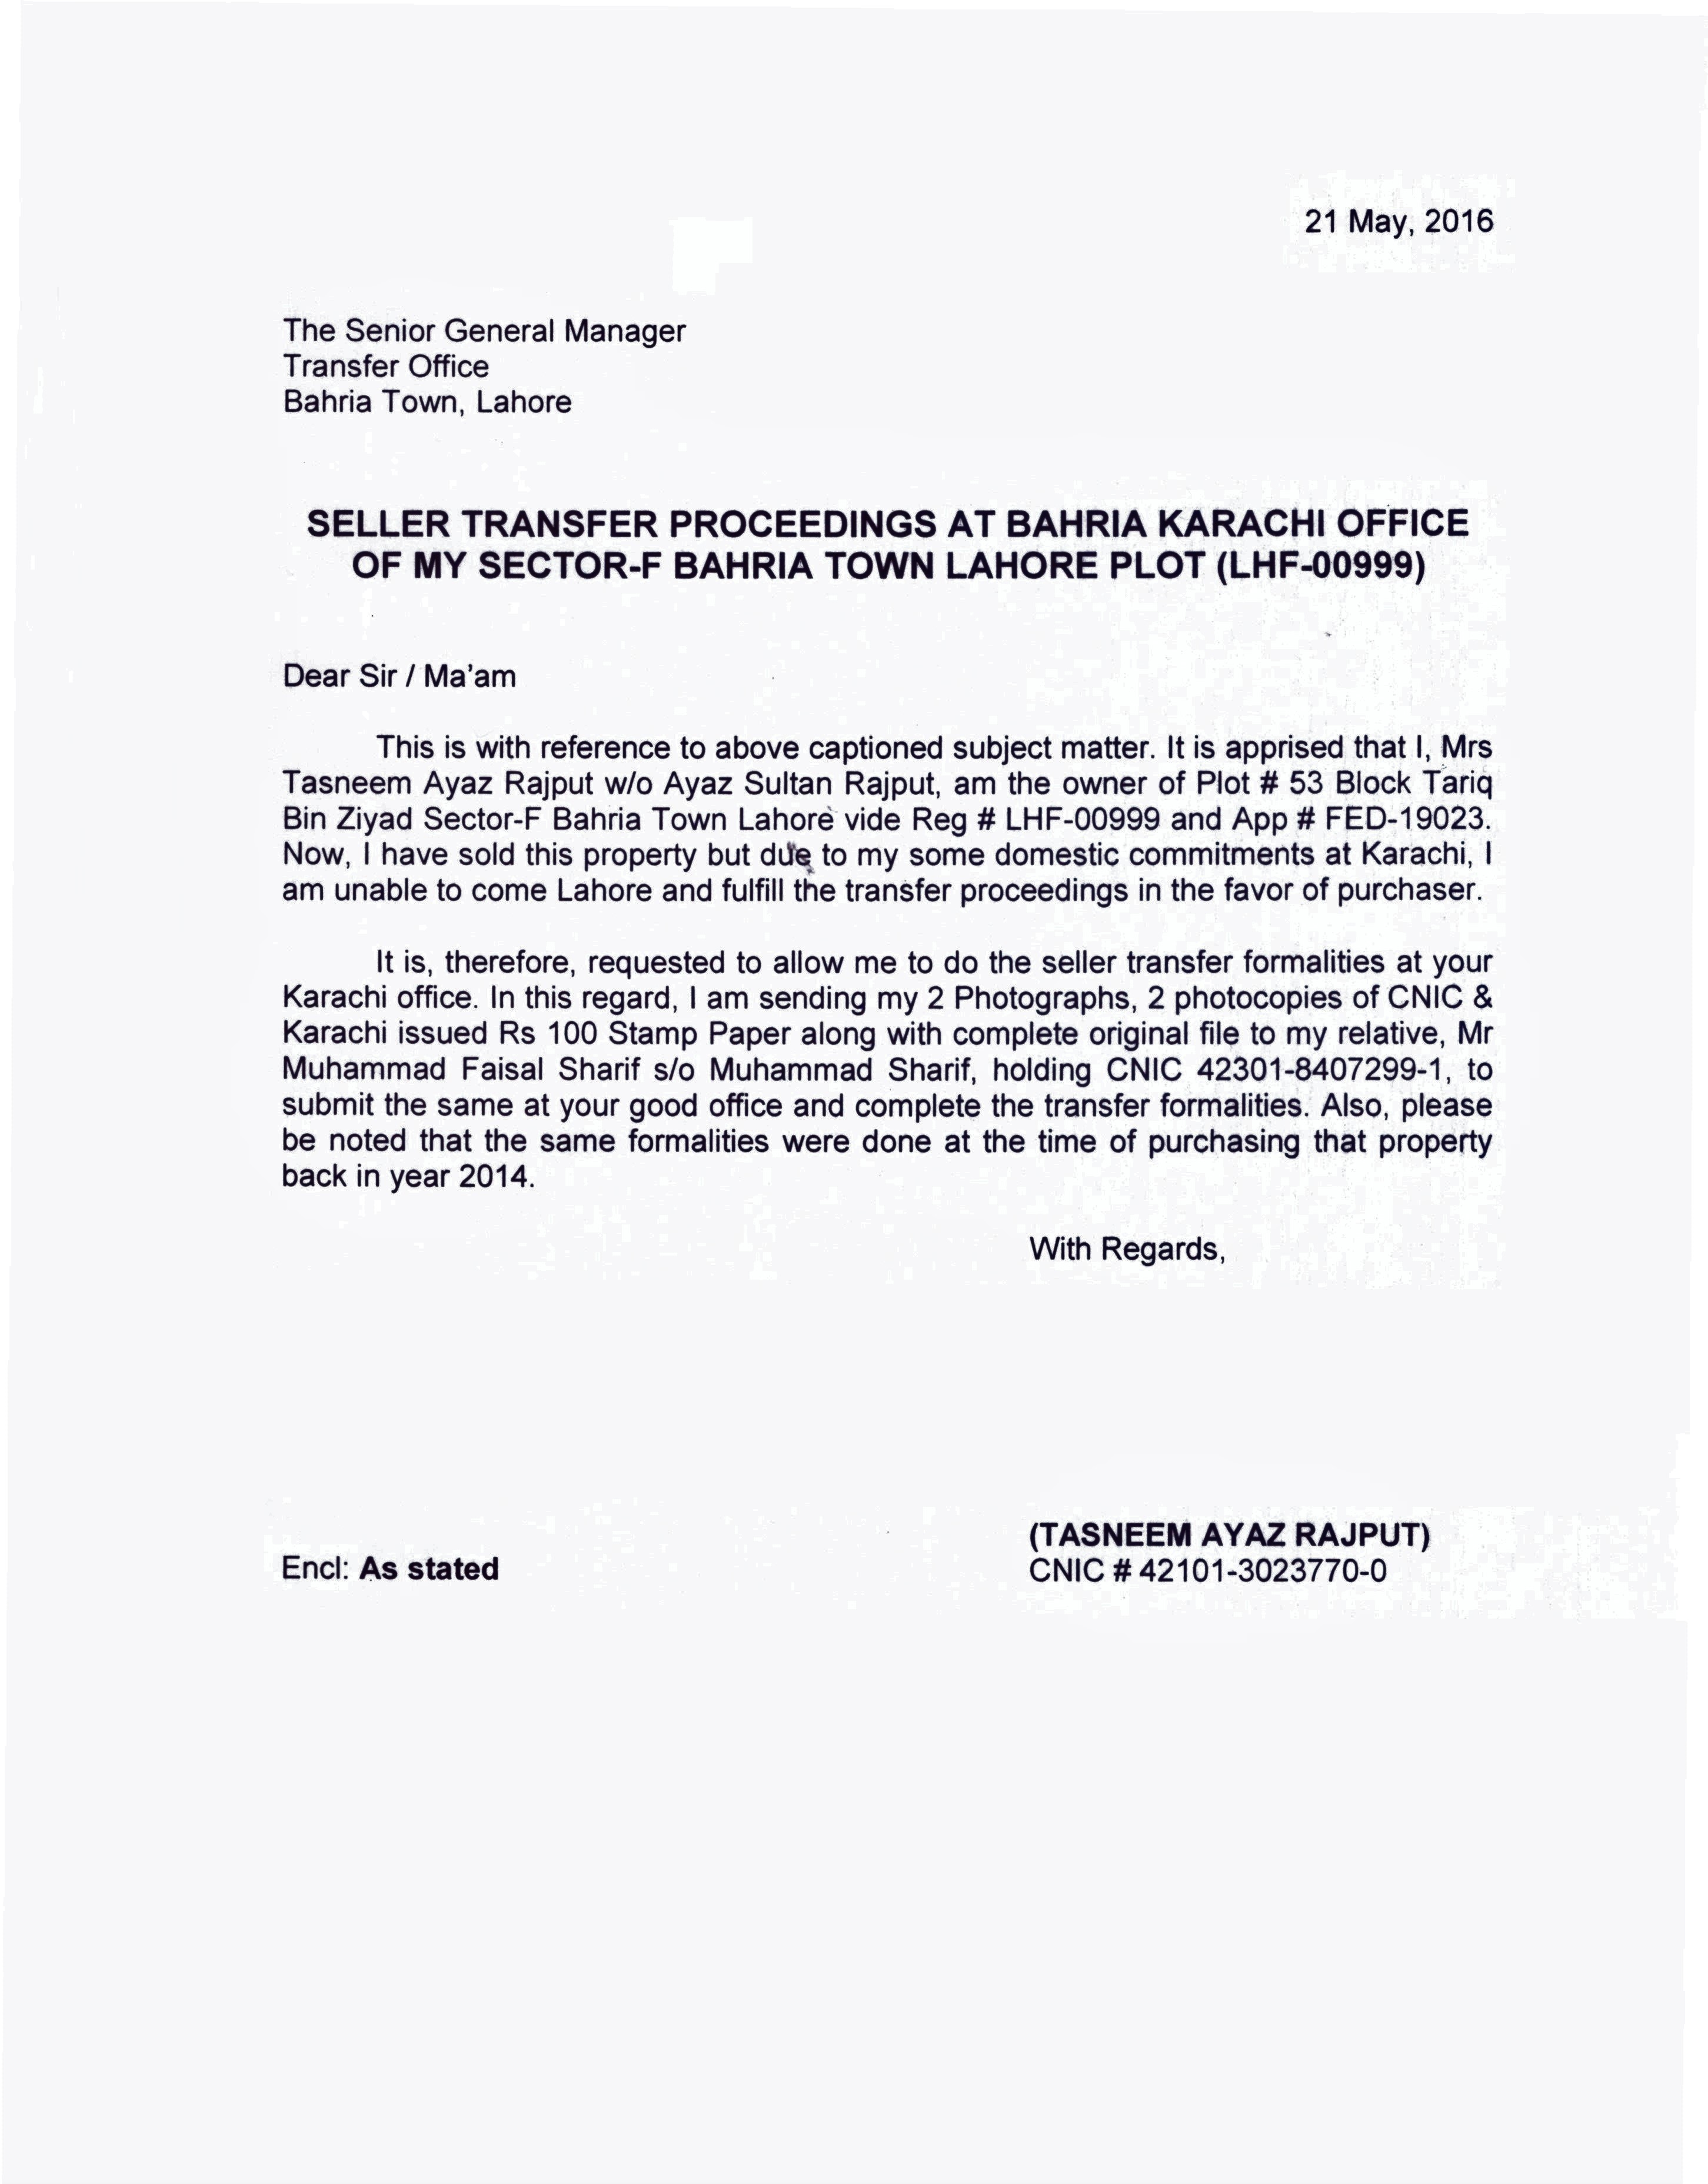 21 May, 2016
The Senior General Manager
Transfer Office
Bahria Town, Lahore
SELLER TRANSFER PROCEEDINGS AT BAHRIA KARACHI OFFICE
OF MY SECTOR-F BAHRIA TOWN LAHORE PLOT (LHF-00999)
Dear Sir / Ma'am
This is with reference to above captioned subject matter. It is apprised that I, Mrs
Tasneem Ayaz Rajput w/o Ayaz Sultan Rajput, am the owner of Plot # 53 Block Tariq
Bin Ziyad Sector-F Bahria Town Lahore vide Reg # LHF-00999 and App # FED-19023.
Now, I have sold this property but due to my some domestic commitments at Karachi, I
am unable to come Lahore and fulfill the transfer proceedings in the favor of purchaser.
It is, therefore, requested to allow me to do the seller transfer formalities at your
Karachi office. In this regard, I am sending my 2 Photographs, 2 photocopies of CNIC &
Karachi issued Rs 100 Stamp Paper along with complete original file to my relative, Mr
Muhammad Faisal Sharif s/o Muhammad Sharif, holding CNIC 42301-8407299-1, to
submit the same at your good office and complete the transfer formalities. Also, please
be noted that the same formalities were done at the time of purchasing that property
back in year 2014.
With Regards,
(TASNEEM AYAZ RAJPUT)
CNIC # 42101-3023770-0
Encl: As stated